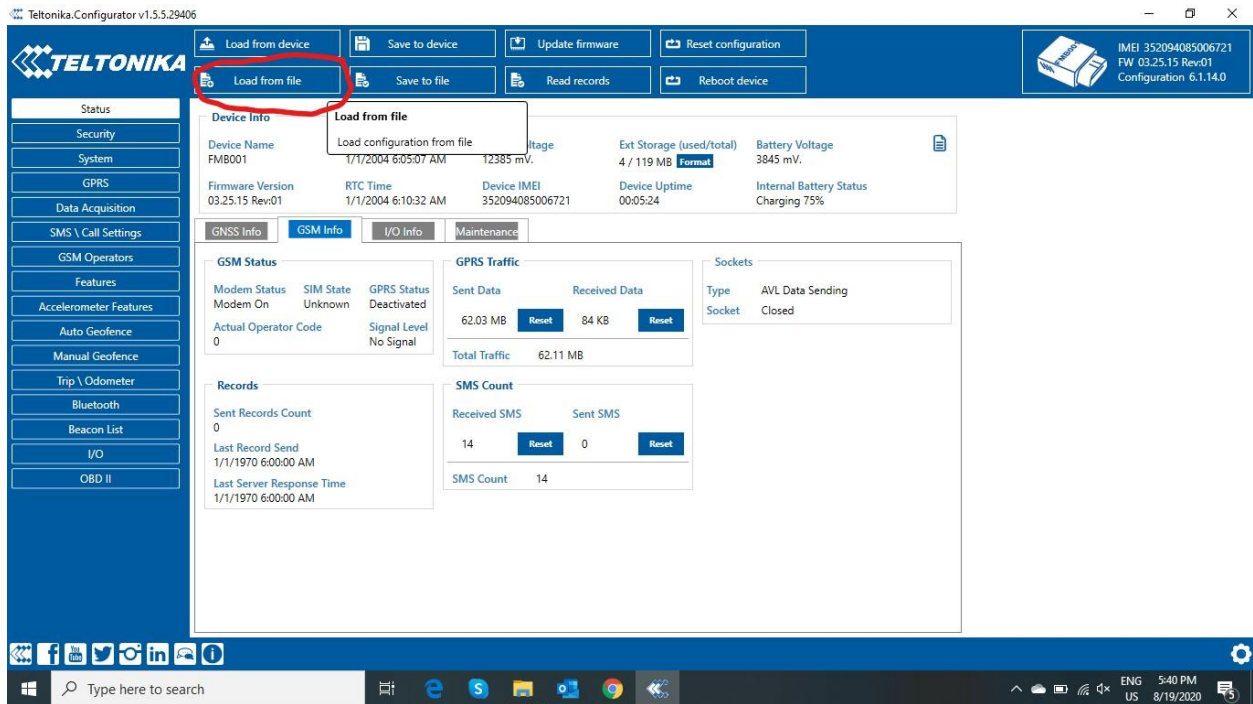 Teltonika.Configurator v1.5.5.29406
TELTONIKA
Load from device
Save to device
Update firmware
Reset configuration
Load from file
Save to file
Read records
Reboot device
FMB001
IMEI 352094085006721
FW 03.25.15 Rev:01
Configuration 6.1.14.0
Status
Security
System
GPRS
Data Acquisition
SMS \ Call Settings
GSM Operators
Features
Accelerometer Features
Auto Geofence
Manual Geofence
Trip \ Odometer
Bluetooth
Beacon List
I/O
OBD II
Load from file
Load configuration from file
Device Info
Device Name
FMB001
1/1/2004 6:05:07 AM
12385 mV.
Ext Storage (used/total)
4 / 119 MB Format
Battery Voltage
3845 mV.
Firmware Version
03.25.15 Rev:01
RTC Time
1/1/2004 6:10:32 AM
Device IMEI
352094085006721
Device Uptime
00:05:24
Internal Battery Status
Charging 75%
GNSS Info
GSM Info
I/O Info
Maintenance
GSM Status
Modem Status SIM State GPRS Status
Modem On Unknown Deactivated
Actual Operator Code Signal Level
0 No Signal
GPRS Traffic
Sent Data Received Data
62.03 MB Reset 84 KB Reset
Total Traffic 62.11 MB
Sockets
Type AVL Data Sending
Socket Closed
Records
Sent Records Count
0
Last Record Send
1/1/1970 6:00:00 AM
Last Server Response Time
1/1/1970 6:00:00 AM
SMS Count
Received SMS Sent SMS
14 Reset 0 Reset
SMS Count 14
You
Tube
Type here to search
ENG
US
5:40 PM
8/19/2020
5